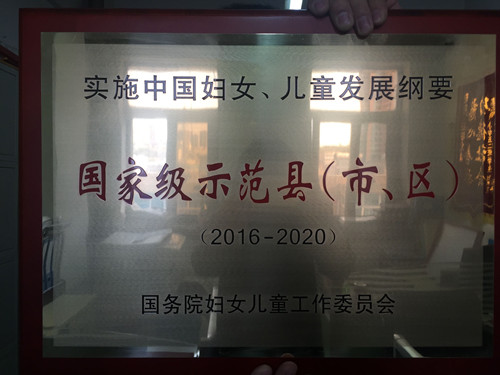 实施中国妇女、儿童发展纲要
国家级示范县(市、区)
(2016-2020)
国务院妇女儿童工作委员会